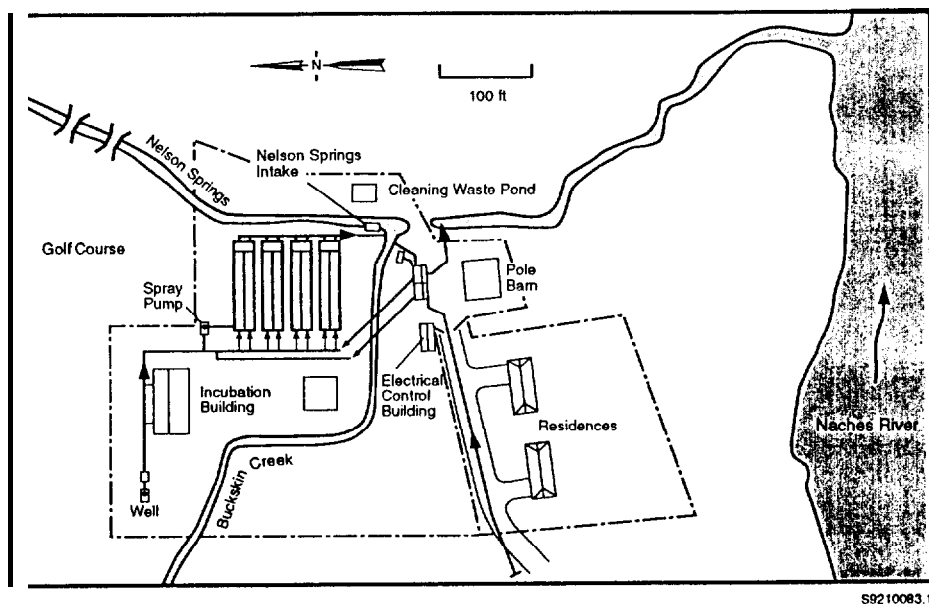 N
100 ft
Nelson Springs
Nelson Springs
Intake
Cleaning Waste Pond
Golf Course
Spray
Pump
Pole
Barn
Incubation
Building
Electrical
Control
Building
Residences
Naches River
Buckskin Creek
Well
S9210083.1